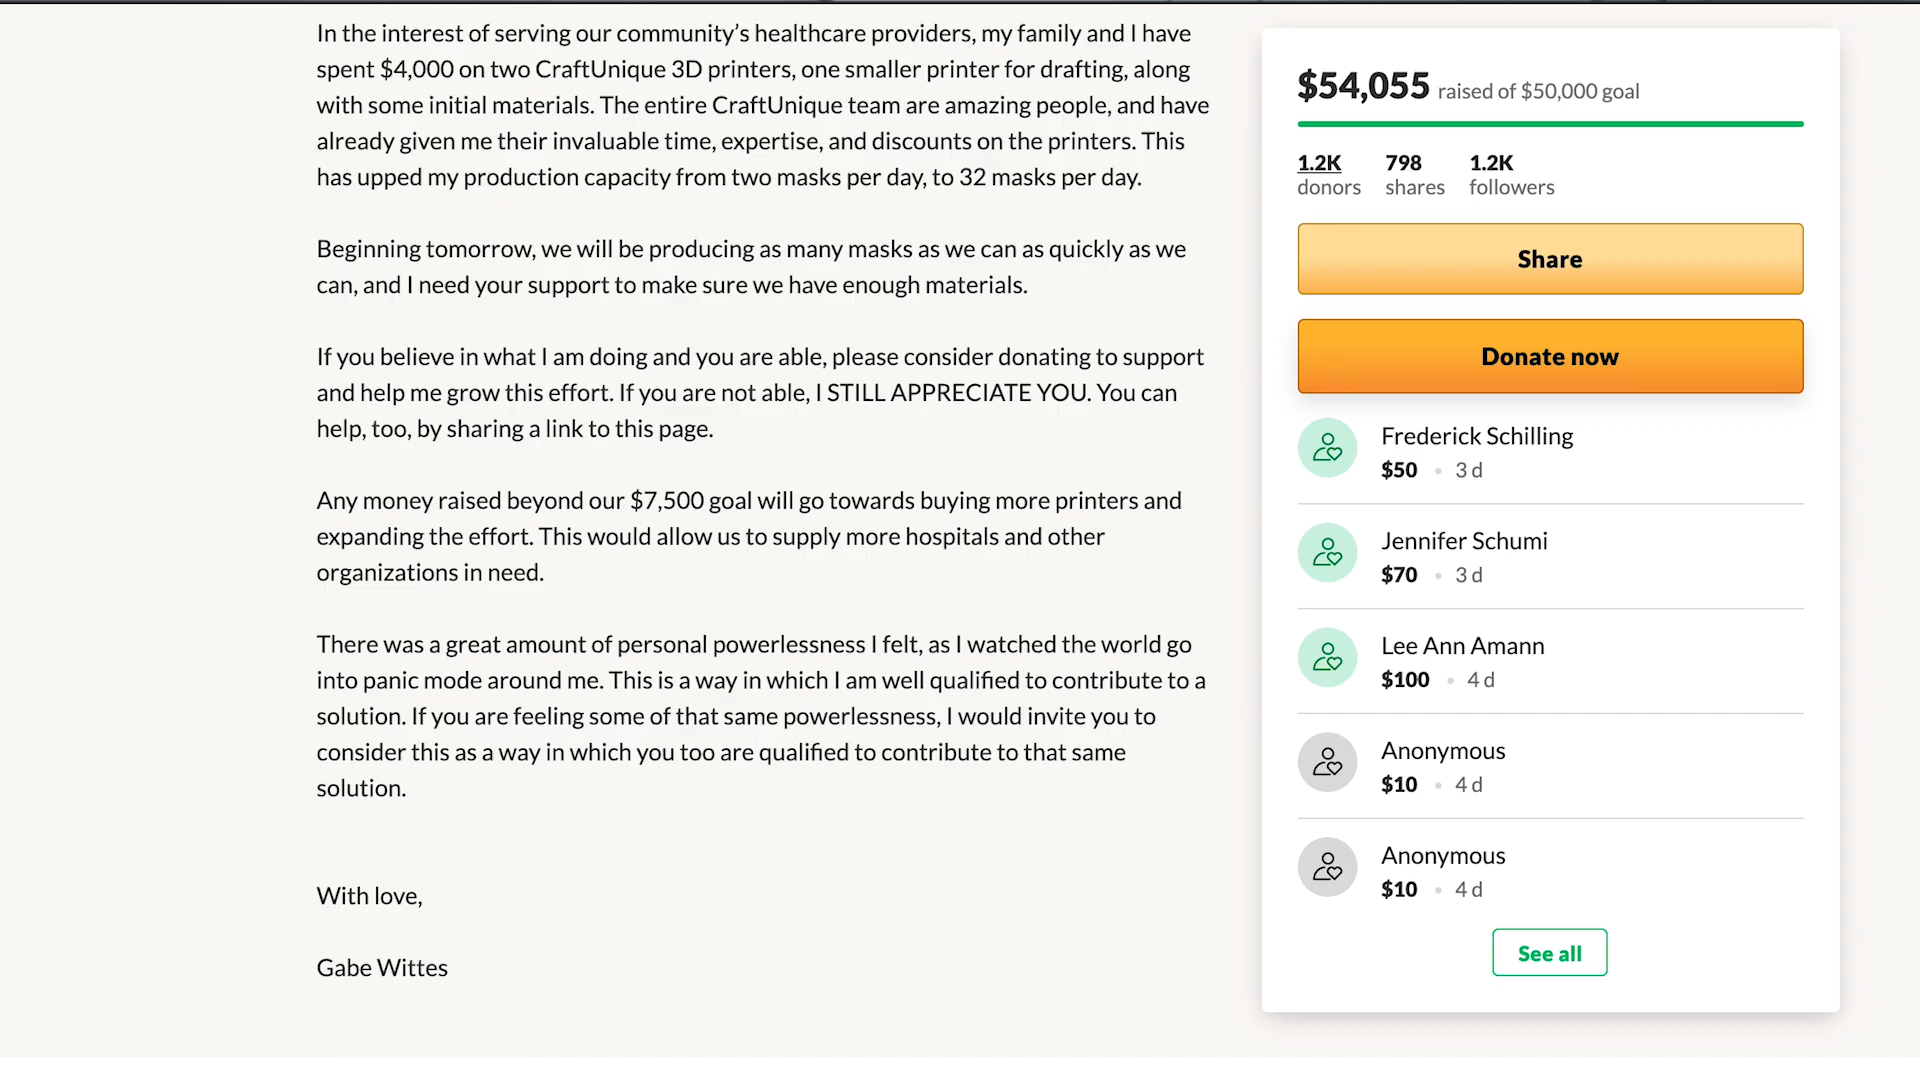 In the interest of serving our community’s healthcare providers, my family and I have
spent $4,000 on two CraftUnique 3D printers, one smaller printer for drafting, along
with some initial materials. The entire CraftUnique team are amazing people, and have
already given me their invaluable time, expertise, and discounts on the printers. This
has upped my production capacity from two masks per day, to 32 masks per day.
Beginning tomorrow, we will be producing as many masks as we can as quickly as we
can, and I need your support to make sure we have enough materials.
If you believe in what I am doing and you are able, please consider donating to support
and help me grow this effort. If you are not able, I STILL APPRECIATE YOU. You can
help, too, by sharing a link to this page.
Any money raised beyond our $7,500 goal will go towards buying more printers and
expanding the effort. This would allow us to supply more hospitals and other
organizations in need.
There was a great amount of personal powerlessness I felt, as I watched the world go
into panic mode around me. This is a way in which I am well qualified to contribute to a
solution. If you are feeling some of that same powerlessness, I would invite you to
consider this as a way in which you too are qualified to contribute to that same
solution.
With love,
Gabe Wittes
$54,055 raised of $50,000 goal
1.2K 798 1.2K
donors shares followers
Share
Donate now
Frederick Schilling
$50 • 3 d
Jennifer Schumi
$70 • 3 d
Lee Ann Amann
$100 • 4 d
Anonymous
$10 • 4 d
Anonymous
$10 • 4 d
See all